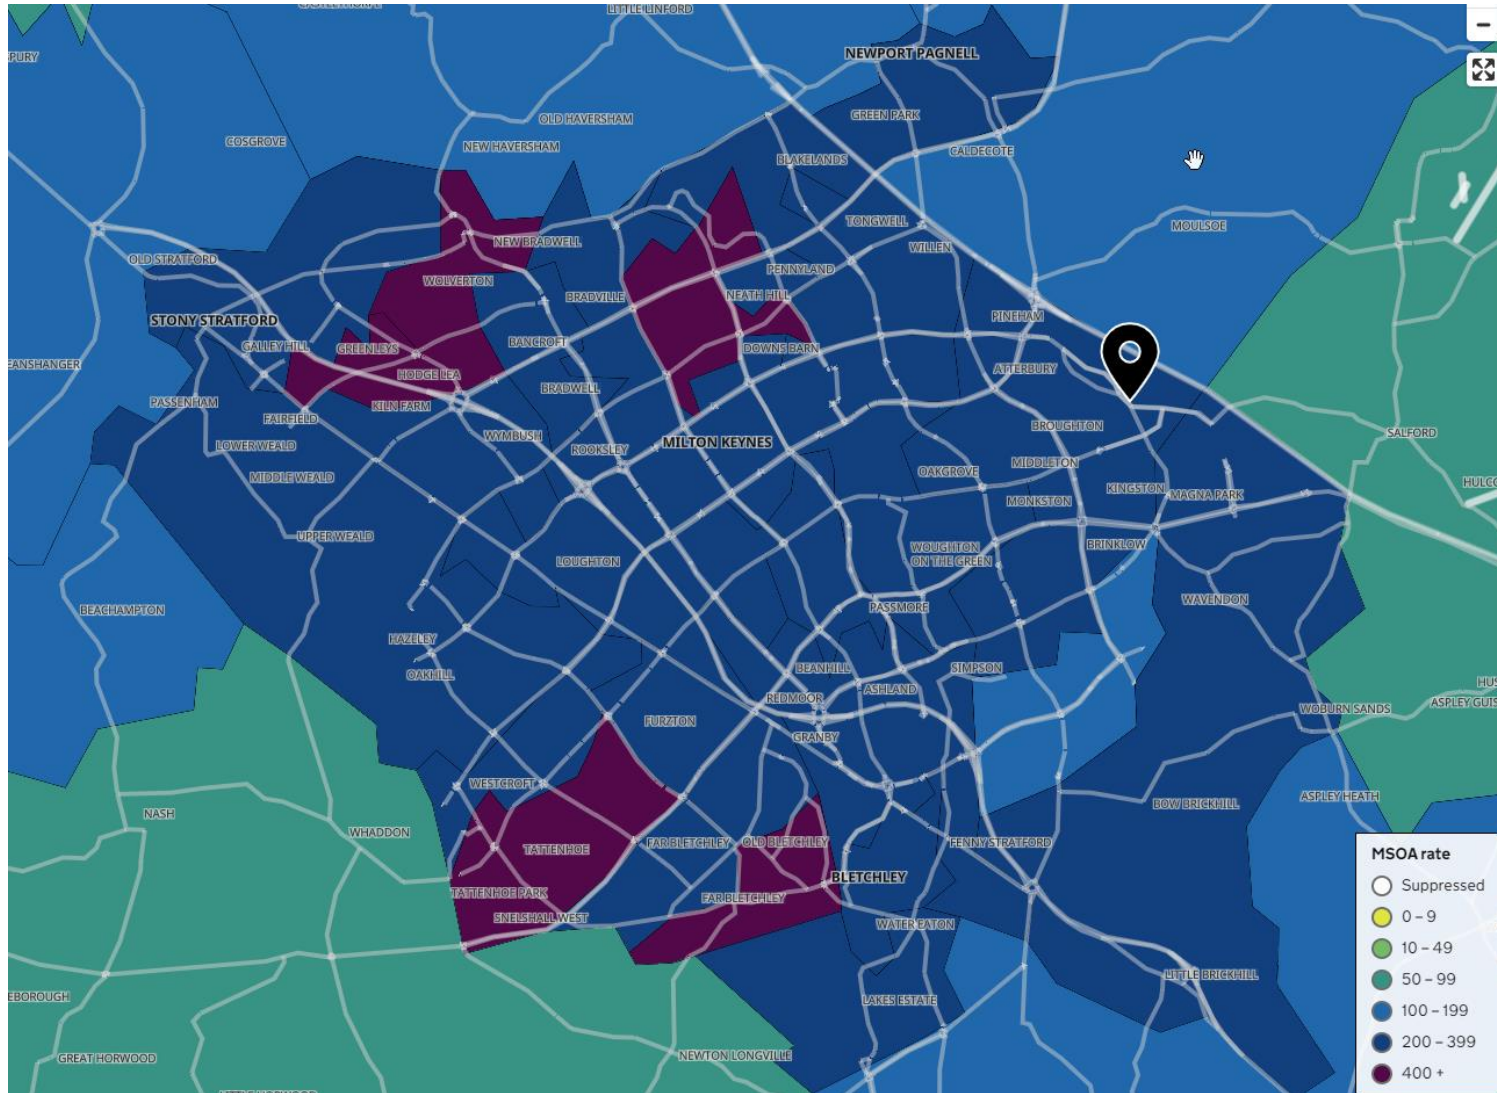 LITTLE LINFORD
NEWPORT PAGNELL
OLD HAVERSHAM
GREEN PARK
COSGROVE
NEW HAVERSHAM
BLAKELANDS
CALDECOTE
TONGWELL
MOULSOE
NEW BRADWELL
WILLEN
OLD STRATFORD
PENNYLAND
WOLVERTON
BRADVILLE
NEATH HILL
STONY STRATFORD
PINEHAM
GALLEY HILL
GREENLEYS
BANCROFT
DOWNS BARN
EANSHANGER
HODGE LEA
ATTERBURY
BRADWELL
PASSENHAM
KILN FARM
FAIRFIELD
BROUGHTON
WYMBUSH
MILTON KEYNES
SALFORD
LOWER WEALD
ROOKSLEY
MIDDLETON
MIDDLE WEALD
OAKGROVE
KINGSTON
MAGNA PARK
MONKSTON
UPPER WEALD
BRINKLOW
LOUGHTON
WOUGHTON
ON THE GREEN
BEACHAMPTON
PASSMORE
WAVENDON
HAZELEY
OAKHILL
BEANHILL
SIMPSON
REDMOOR
ASHLAND
ASPLEY GUIS
WOBURN SANDS
FURZTON
GRANBY
WESTCROFT
ASPLEY HEATH
BOW BRICKHILL
NASH
WHADDON
TATTENHOE
FAR BLETCHLEY
OLD BLETCHLEY
FENNY STRATFORD
BLETCHLEY
TATTENHOE PARK
FAR BLETCHLEY
SNELSHALL WEST
WATER EATON
LITTLE BRICKHILL
EBOROUGH
LAKES ESTATE
GREAT HORWOOD
NEWTON LONGVILLE
MSOA rate
Suppressed
0 – 9
10 – 49
50 – 99
100 – 199
200 – 399
400 +